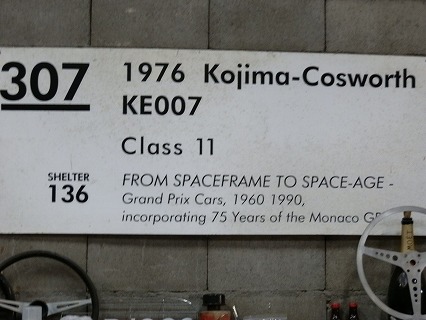 307
1976 Kojima-Cosworth
KE007
Class 11
SHELTER
136
FROM SPACEFRAME TO SPACE-AGE -
Grand Prix Cars, 1960 1990,
incorporating 75 Years of the Monaco